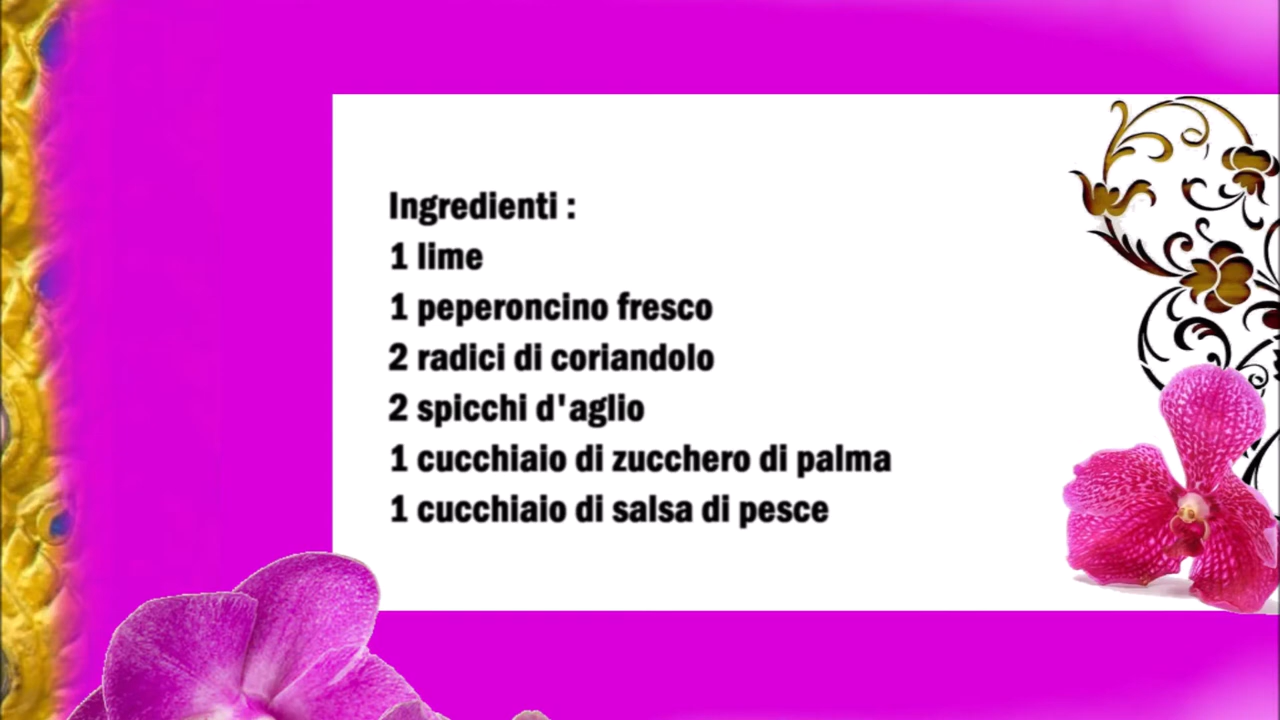 Ingredienti :
1 lime
1 peperoncino fresco
2 radici di coriandolo
2 spicchi d'aglio
1 cucchiaio di zucchero di palma
1 cucchiaio di salsa di pesce